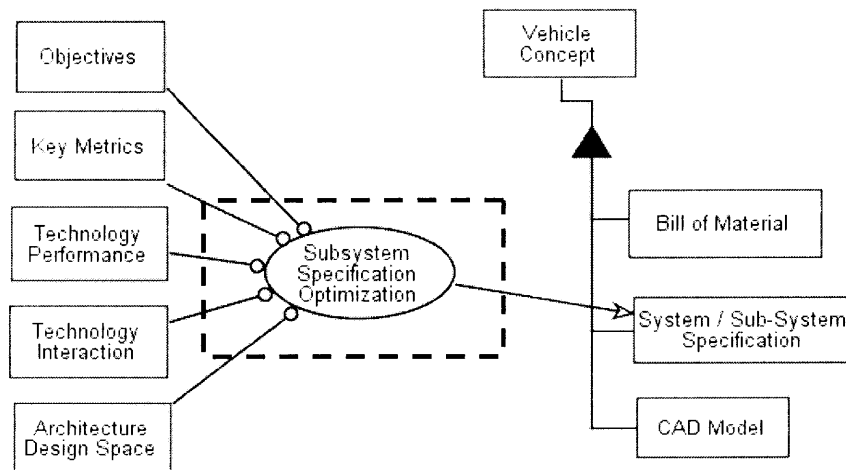 Objectives
Key Metrics
Technology
Performance
Technology
Interaction
Architecture
Design Space
Subsystem
Specification
Optimization
Vehicle
Concept
Bill of Material
System / Sub-System
Specification
CAD Model